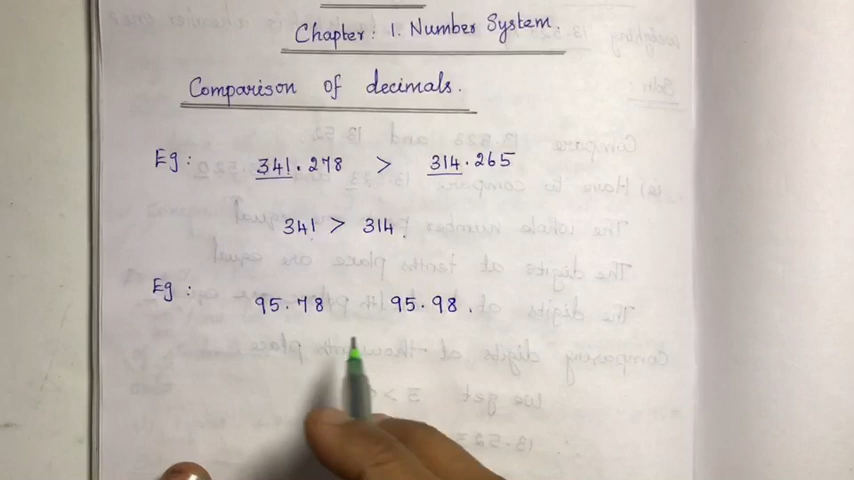 Chapter : 1. Number System.
Comparison of decimals.
Eg : 341.278 > 314.265
341 > 314.
Eg :
95.78 95.98.